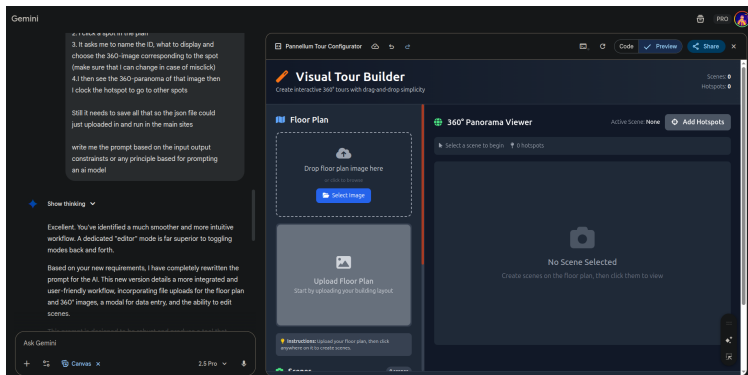 Gemini
PRO
2. I click a spot in the plan
3. It asks me to name the ID, what to display and
choose the 360-image corresponding to the spot
(make sure that I can change in case of misclick)
4.I then see the 360-paranoma of that image then
I clock the hotspot to go to other spots
Still it needs to save all that so the json file could
just uploaded in and run in the main sites
write me the prompt based on the input output
constrainsts or any principle based for prompting
an ai model
Show thinking
Excellent. You've identified a much smoother and more intuitive
workflow. A dedicated "editor" mode is far superior to toggling
modes back and forth.
Based on your new requirements, I have completely rewritten the
prompt for the AI. This new version details a more integrated and
user-friendly workflow, incorporating file uploads for the floor plan
and 360° images, a modal for data entry, and the ability to edit
scenes.
Ask Gemini
Canvas ×
2.5 Pro
Pannellum Tour Configurator
Code
Preview
Share
Visual Tour Builder
Create interactive 360° tours with drag-and-drop simplicity
Scenes: 0
Hotspots: 0
Floor Plan
Drop floor plan image here
or click to browse
Select Image
Upload Floor Plan
Start by uploading your building layout
Instructions: Upload your floor plan, then click
anywhere on it to create scenes.
Scenes
360° Panorama Viewer
Active Scene: None
Add Hotspots
Select a scene to begin
0 hotspots
No Scene Selected
Create scenes on the floor plan, then click them to view